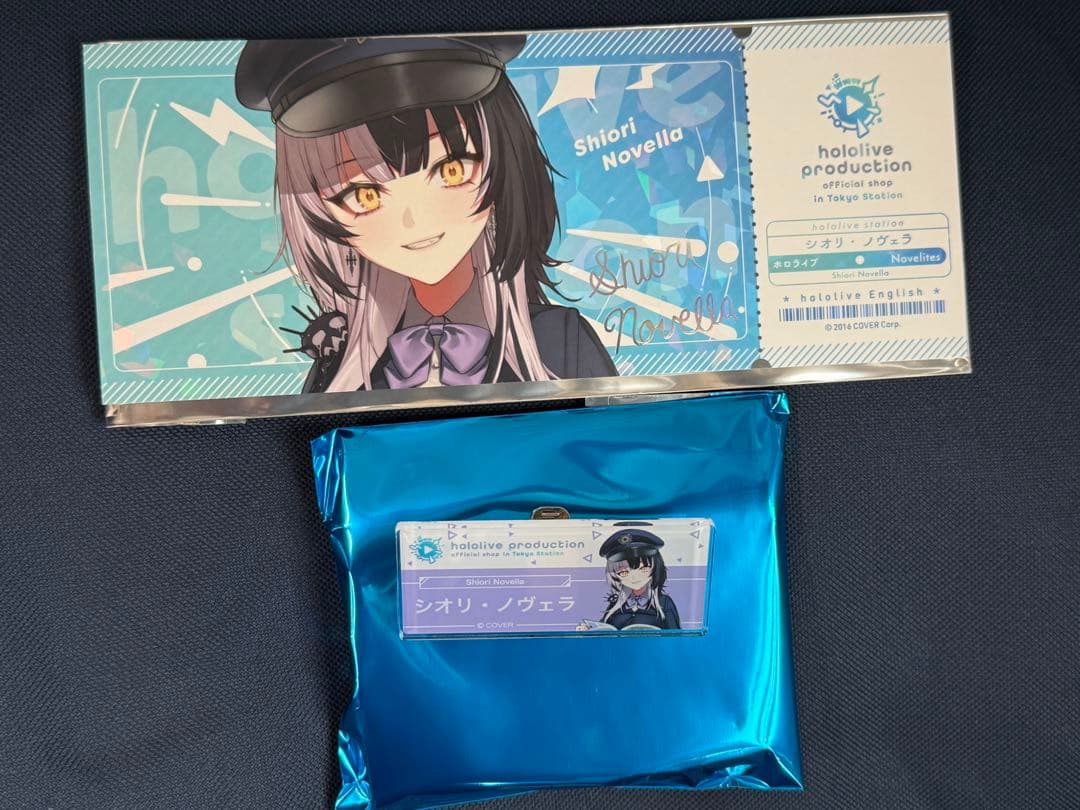 Shiori
Novella
Shiori
Novella
hololive
production
official shop
in Tokyo Station
hololive station
シオリ・ノヴェラ
ホロライブ Novelites
Shiori Novella
* hololive English *
© 2016 COVER Corp.
hololive production
official shop in Tokyo Station
Shiori Novella
シオリ・ノヴェラ
© COVER